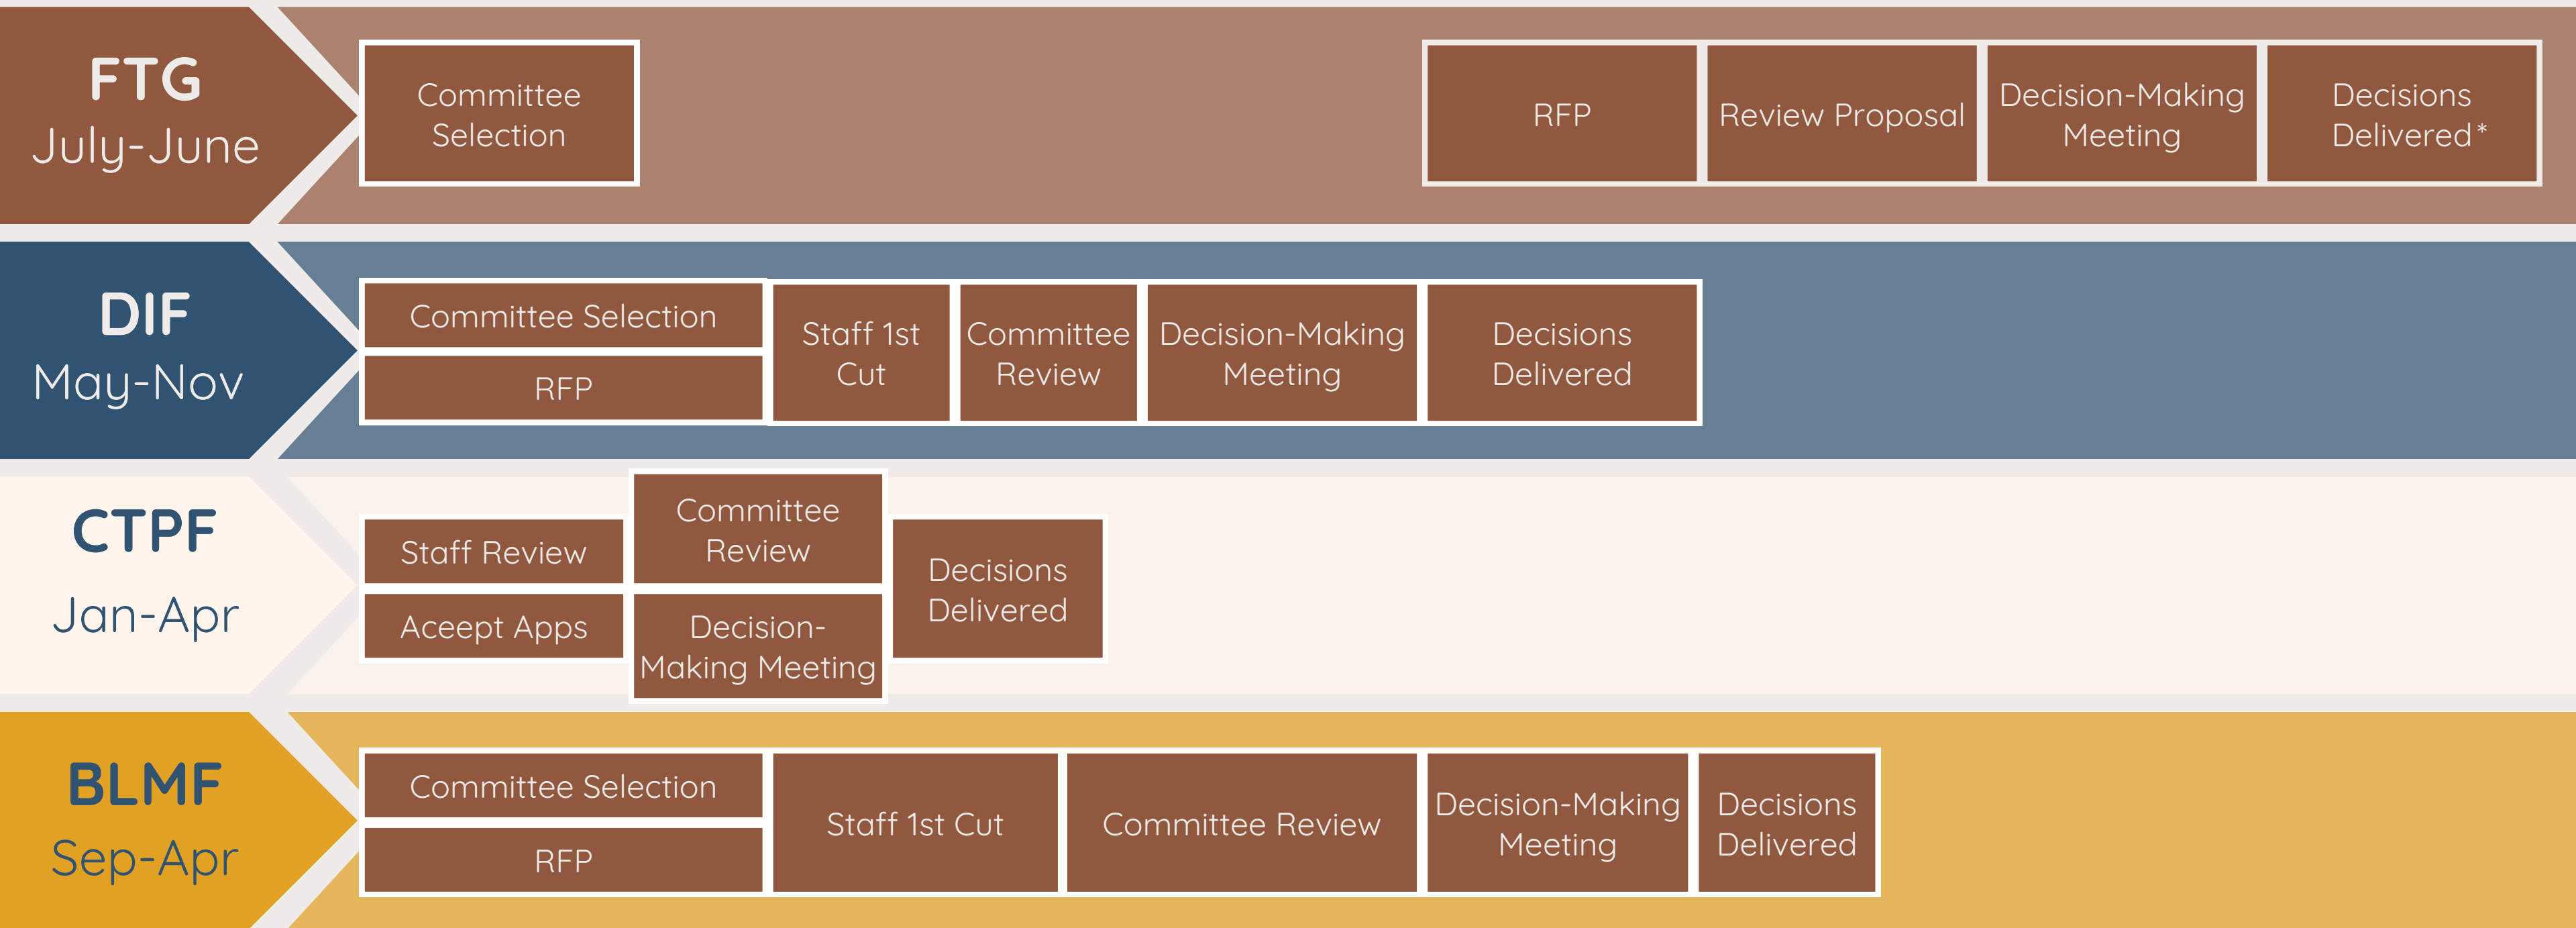 FTG
July-June
Committee
Selection
RFP
Review Proposal
Decision-Making
Meeting
Decisions
Delivered*
DIF
May-Nov
Committee Selection
RFP
Staff 1st
Cut
Committee
Review
Decision-Making
Meeting
Decisions
Delivered
CTPF
Jan-Apr
Staff Review
Aceept Apps
Committee
Review
Decision-
Making Meeting
Decisions
Delivered
BLMF
Sep-Apr
Committee Selection
RFP
Staff 1st Cut
Committee Review
Decision-Making
Meeting
Decisions
Delivered